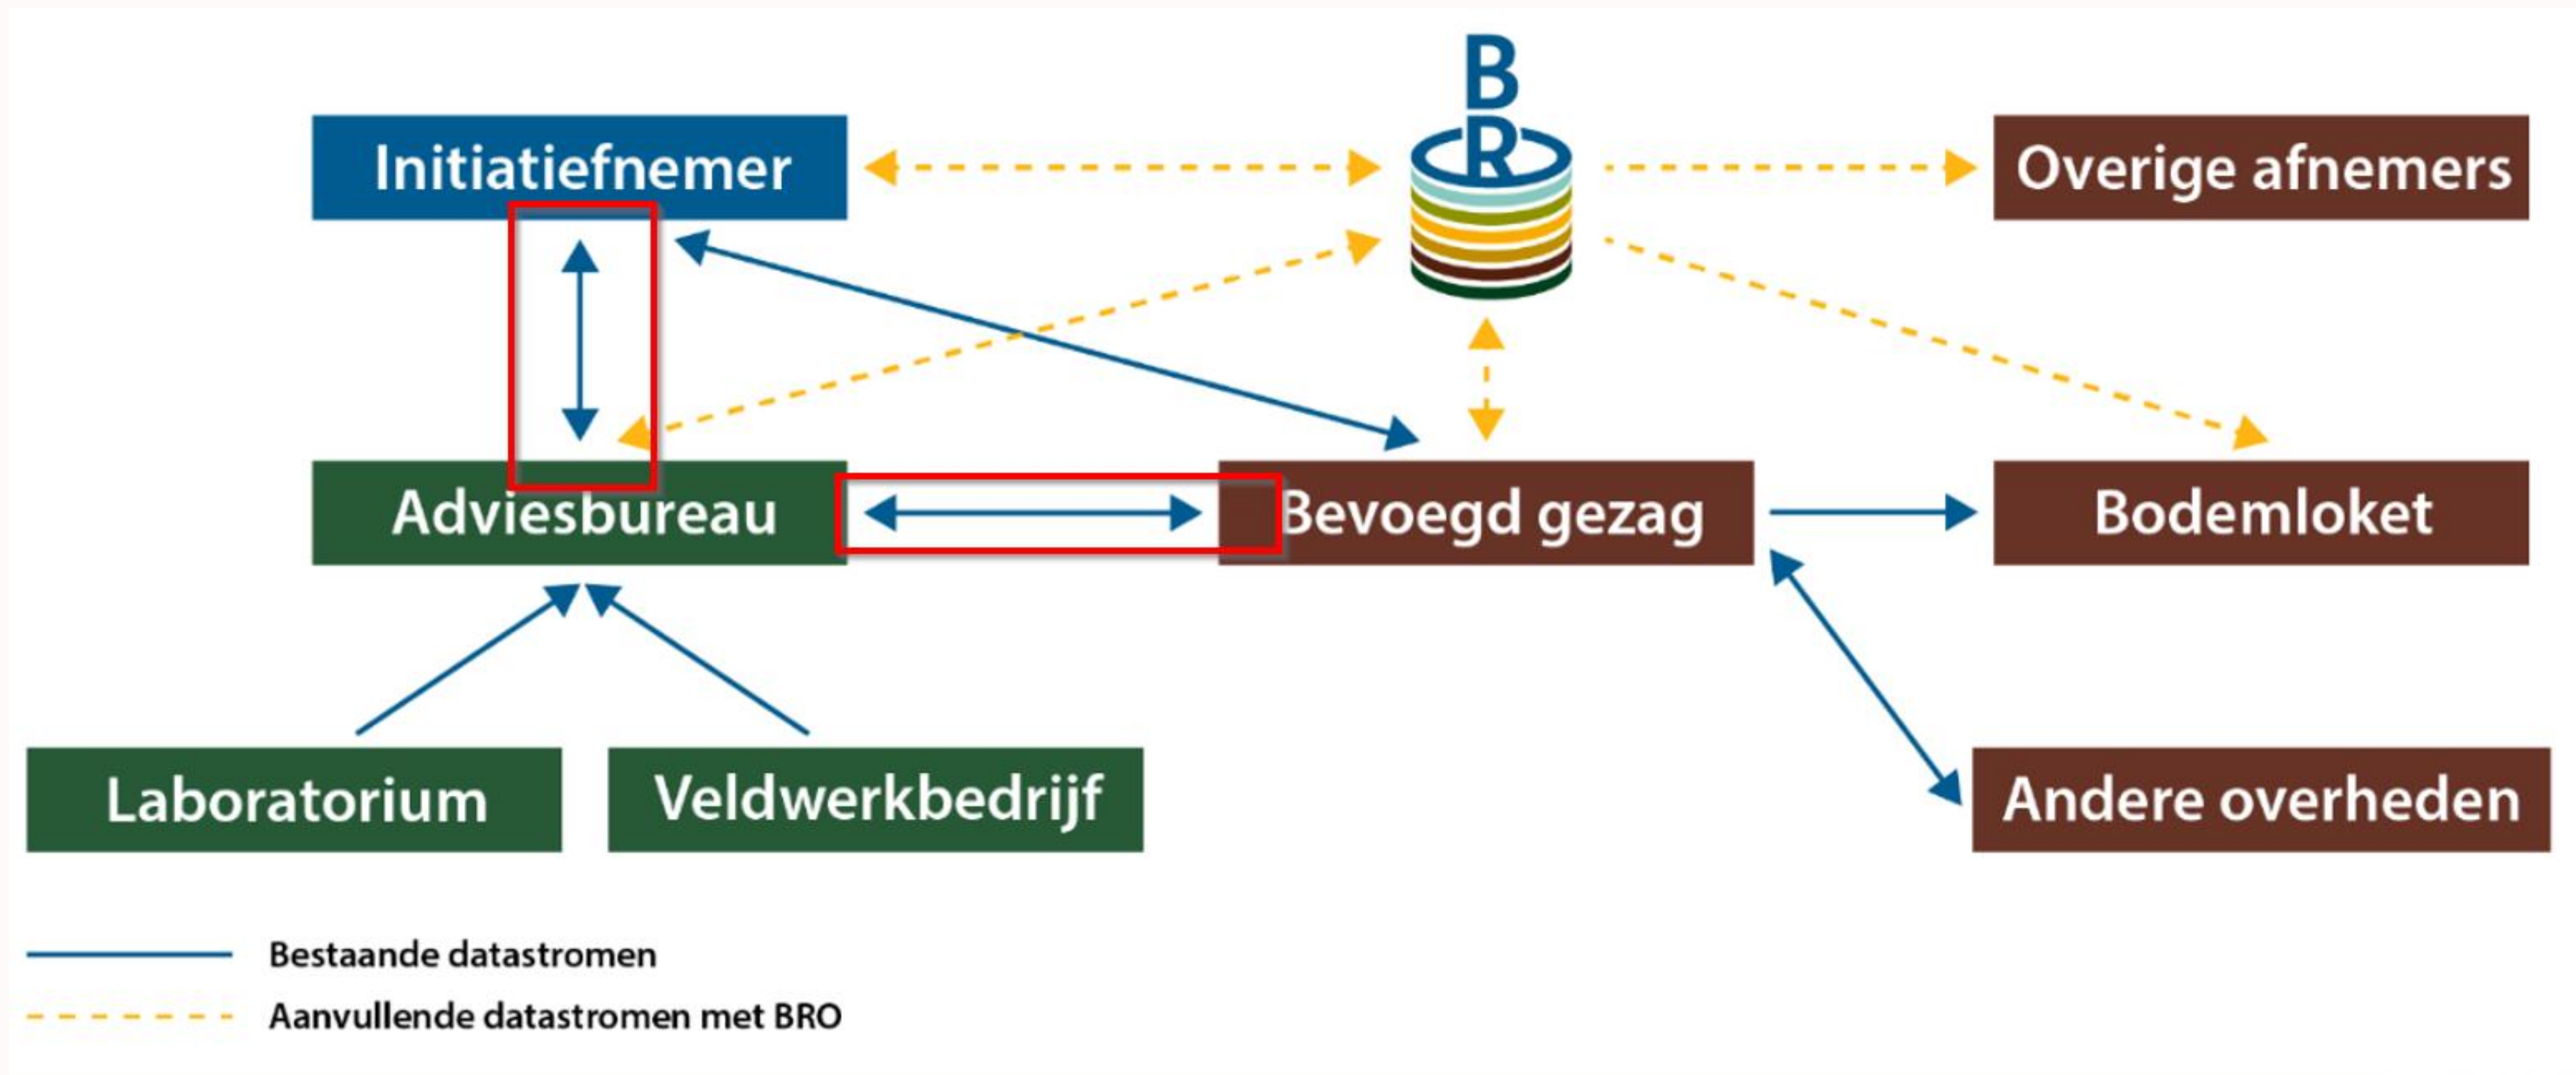 B
R
Initiatiefnemer
Overige afnemers
Adviesbureau
Bevoegd gezag
Bodemloket
Laboratorium
Veldwerkbedrijf
Andere overheden
Bestaande datastromen
Aanvullende datastromen met BRO